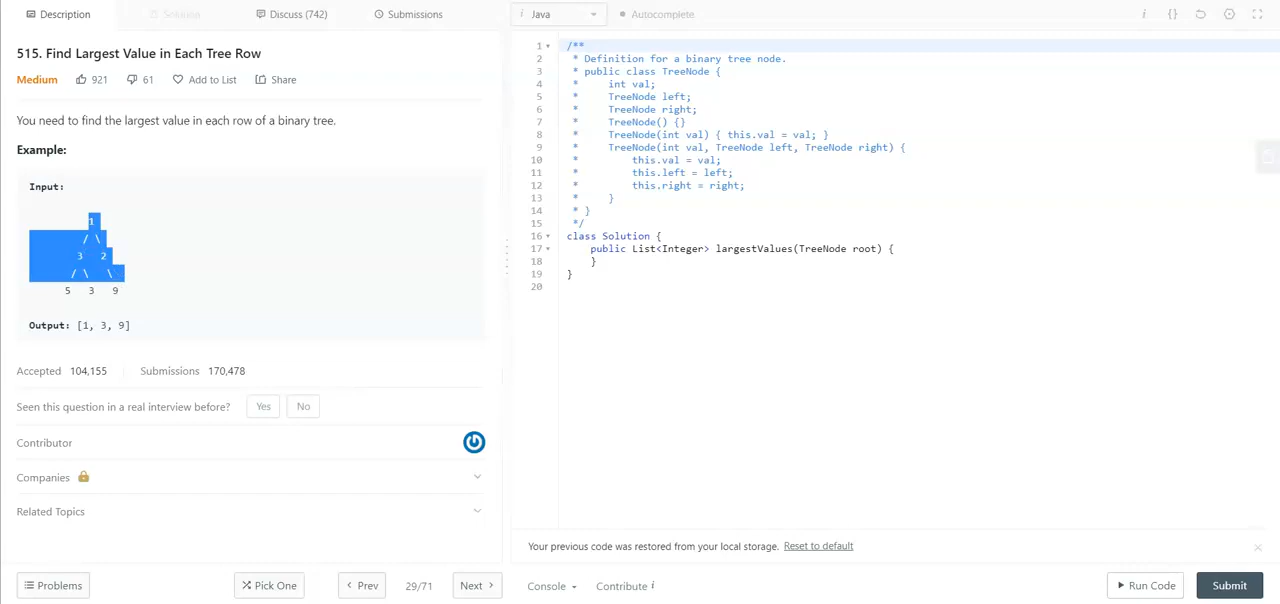 Description
Solution
Discuss (742)
Submissions
i Java
Autocomplete
i {}
515. Find Largest Value in Each Tree Row
Medium 921 61 Add to List Share
You need to find the largest value in each row of a binary tree.
Example:
Input:
1
/ \
3 2
/ \ \
5 3 9
Output: [1, 3, 9]
Accepted 104,155 Submissions 170,478
Seen this question in a real interview before? Yes No
Contributor
Companies
Related Topics
Problems
Pick One
Prev
29/71
Next
1 /**
2 * Definition for a binary tree node.
3 * public class TreeNode {
4 * int val;
5 * TreeNode left;
6 * TreeNode right;
7 * TreeNode() {}
8 * TreeNode(int val) { this.val = val; }
9 * TreeNode(int val, TreeNode left, TreeNode right) {
10 * this.val = val;
11 * this.left = left;
12 * this.right = right;
13 * }
14 * }
15 */
16 class Solution {
17 public List<Integer> largestValues(TreeNode root) {
18 }
19 }
20
Your previous code was restored from your local storage. Reset to default
Console
Contribute i
Run Code
Submit